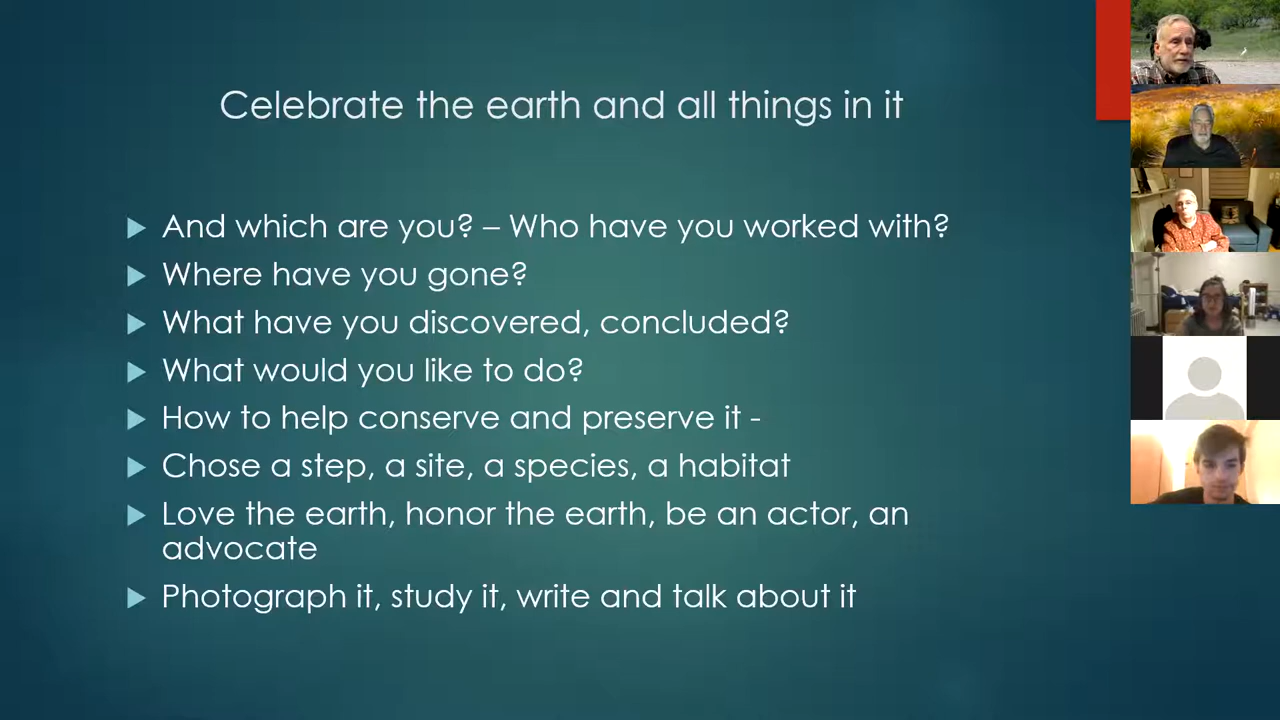 Celebrate the earth and all things in it
And which are you? – Who have you worked with?
Where have you gone?
What have you discovered, concluded?
What would you like to do?
How to help conserve and preserve it -
Chose a step, a site, a species, a habitat
Love the earth, honor the earth, be an actor, an
advocate
Photograph it, study it, write and talk about it